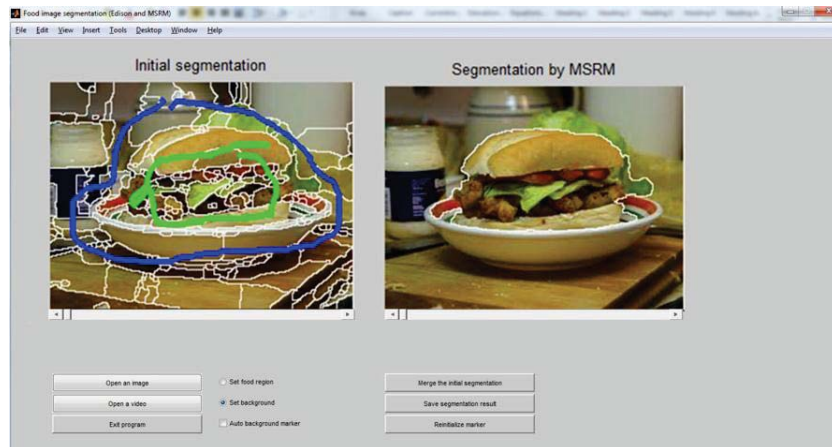 Food image segmentation (Edison and MSRM)
File Edit View Insert Tools Desktop Window Help
Initial segmentation
Segmentation by MSRM
Open an image
Set food region
Merge the initial segmentation
Open a video
Set background
Save segmentation result
Exit program
Auto background marker
Reinitialize marker